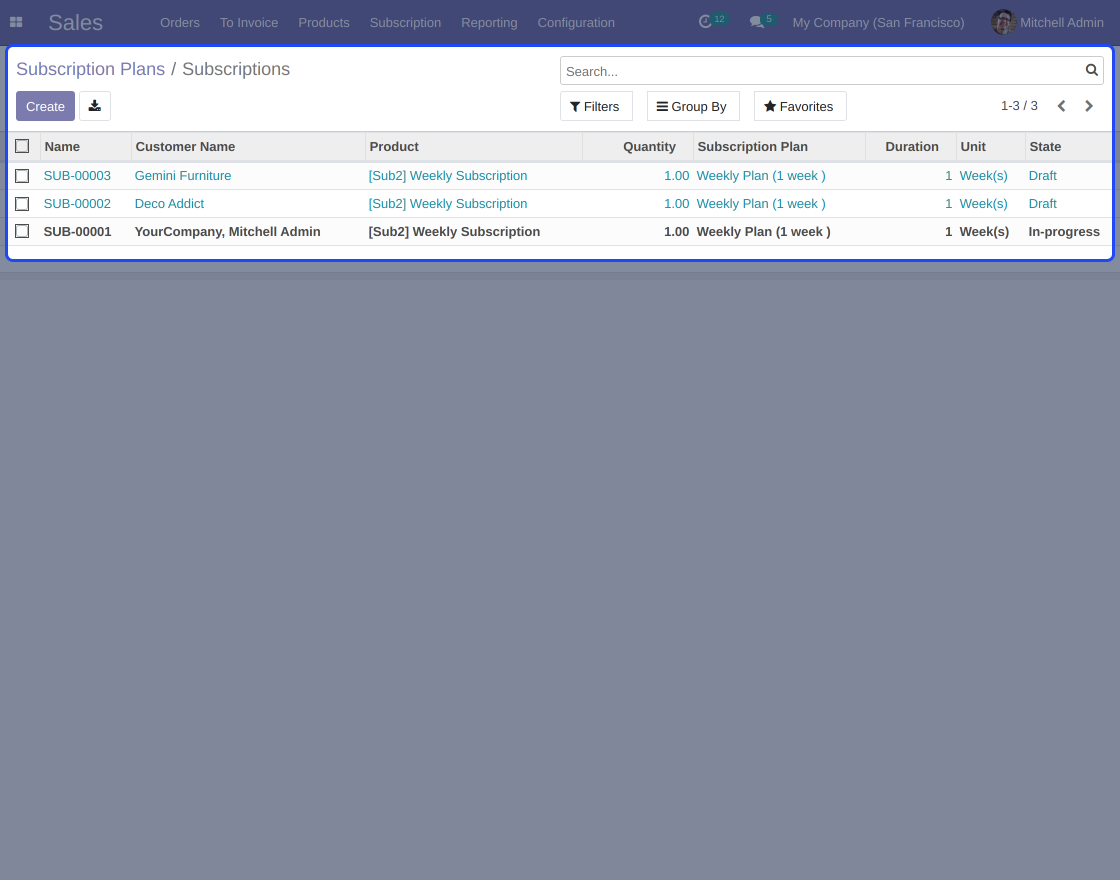 Sales Orders To Invoice Products Subscription Reporting Configuration 12 5 My Company (San Francisco) Mitchell Admin
Subscription Plans / Subscriptions Search...
Create Filters Group By Favorites 1-3 / 3
Name Customer Name Product Quantity Subscription Plan Duration Unit State
SUB-00003 Gemini Furniture [Sub2] Weekly Subscription 1.00 Weekly Plan (1 week ) 1 Week(s) Draft
SUB-00002 Deco Addict [Sub2] Weekly Subscription 1.00 Weekly Plan (1 week ) 1 Week(s) Draft
SUB-00001 YourCompany, Mitchell Admin [Sub2] Weekly Subscription 1.00 Weekly Plan (1 week ) 1 Week(s) In-progress